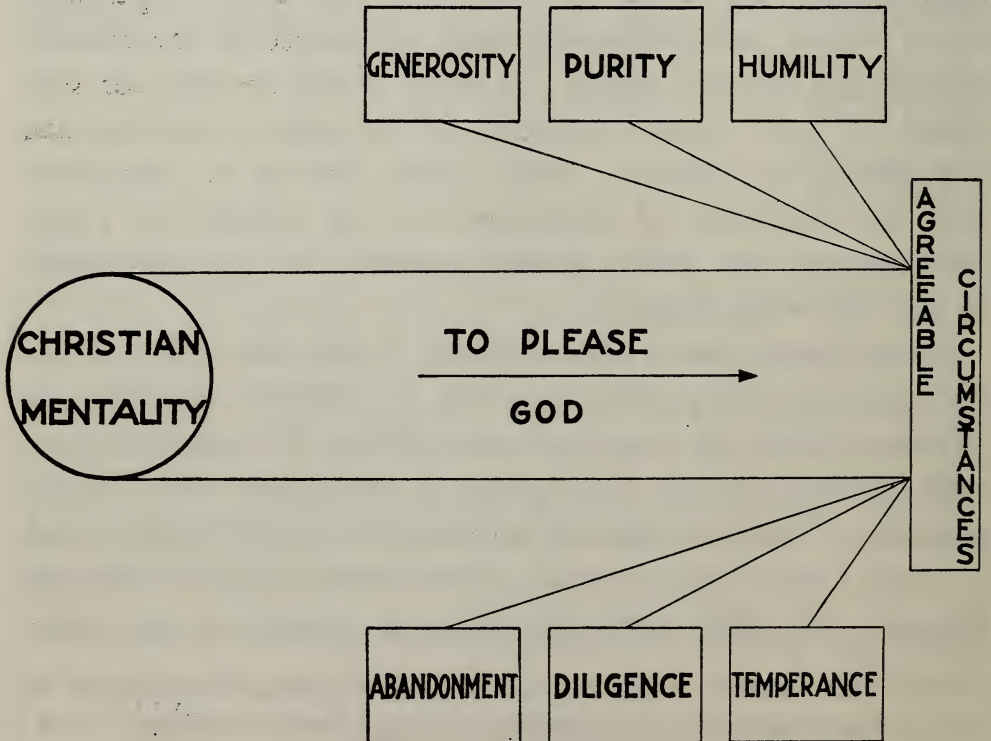 GENEROSITY
PURITY
HUMILITY
AGREEABLE
CIRCUMSTANCES
CHRISTIAN
MENTALITY
TO PLEASE
GOD
ABANDONMENT
DILIGENCE
TEMPERANCE